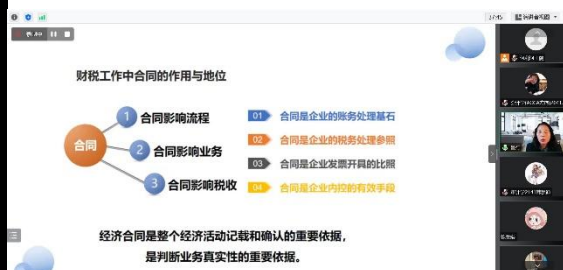 演讲者视图
财税工作中合同的作用与地位
合同
1 合同影响流程
2 合同影响业务
3 合同影响税收
01 合同是企业的账务处理基石
02 合同是企业的税务处理参照
03 合同是企业发票开具的比照
04 合同是企业内控的有效手段
经济合同是整个经济活动记载和确认的重要依据，
是判断业务真实性的重要依据。